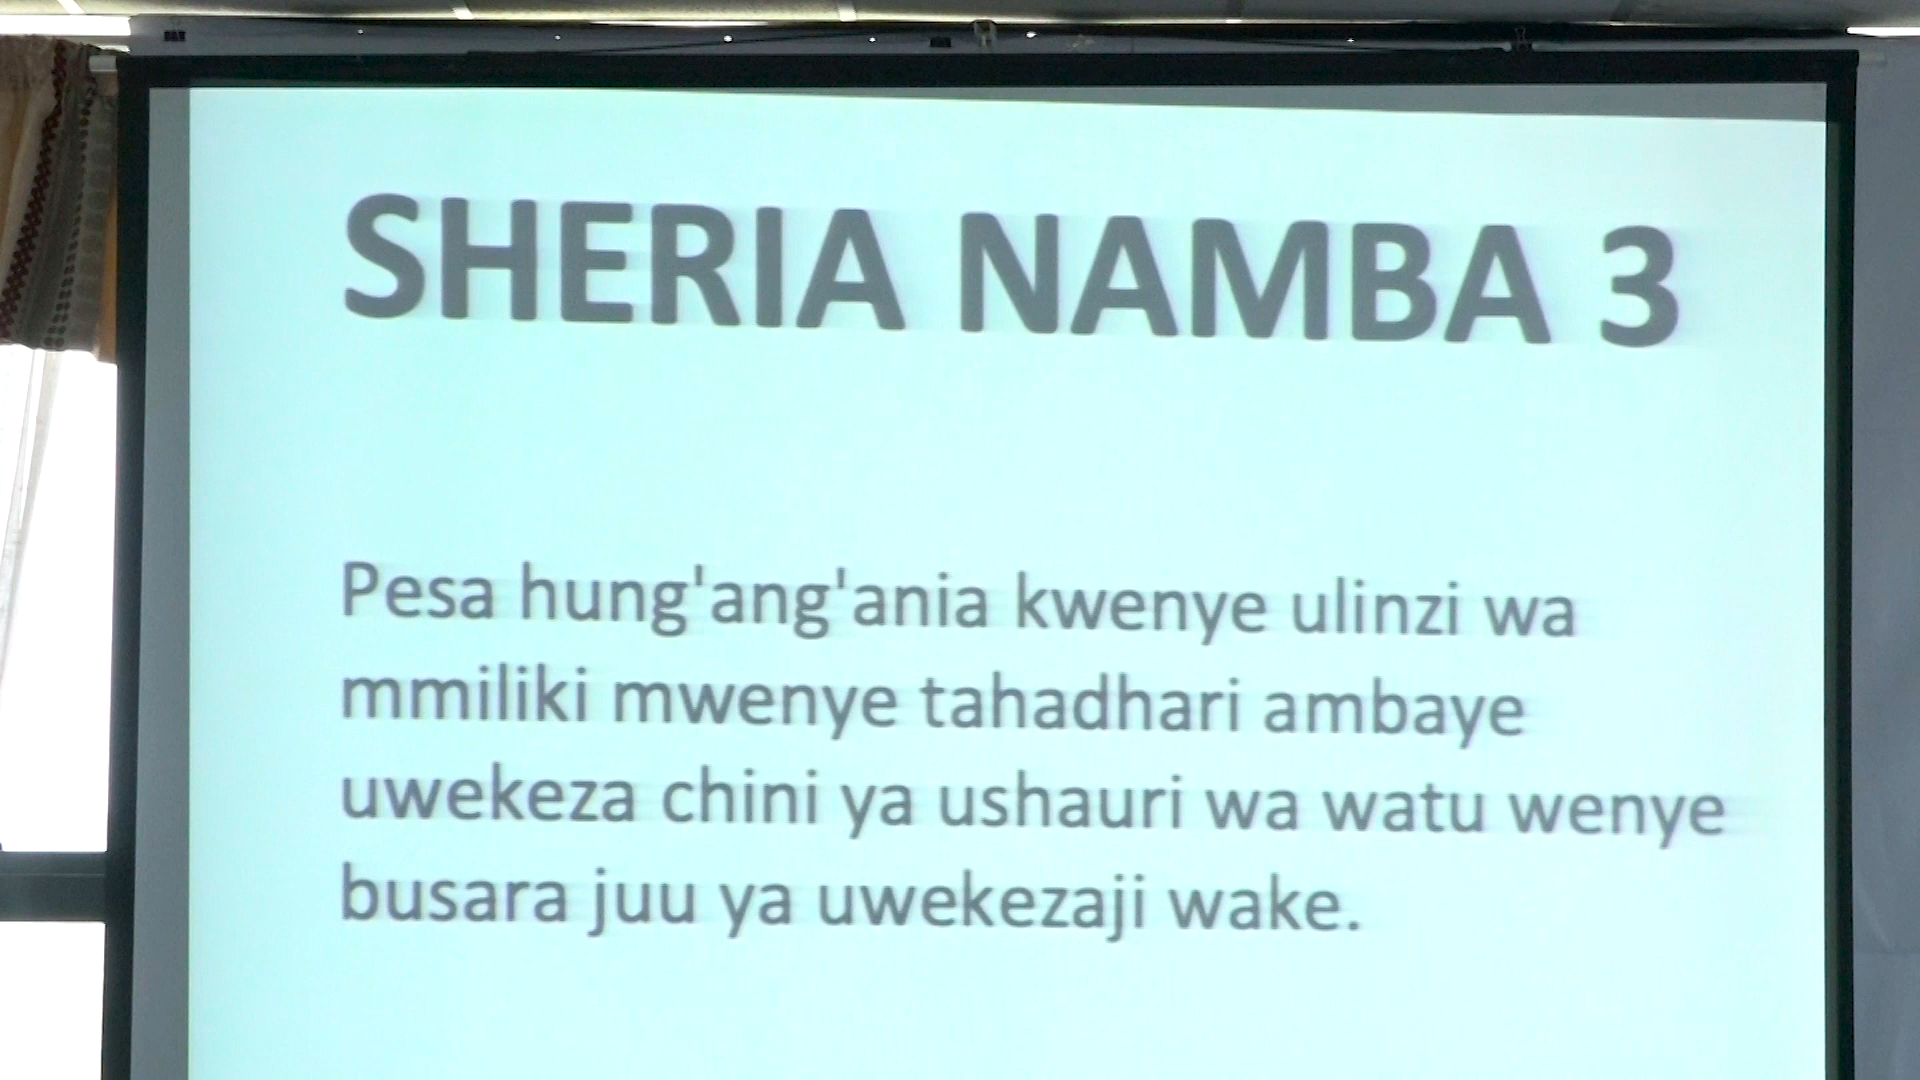 SHERIA NAMBA 3
Pesa hung'ang'ania kwenye ulinzi wa
mmiliki mwenye tahadhari ambaye
uwekeza chini ya ushauri wa watu wenye
busara juu ya uwekezaji wake.